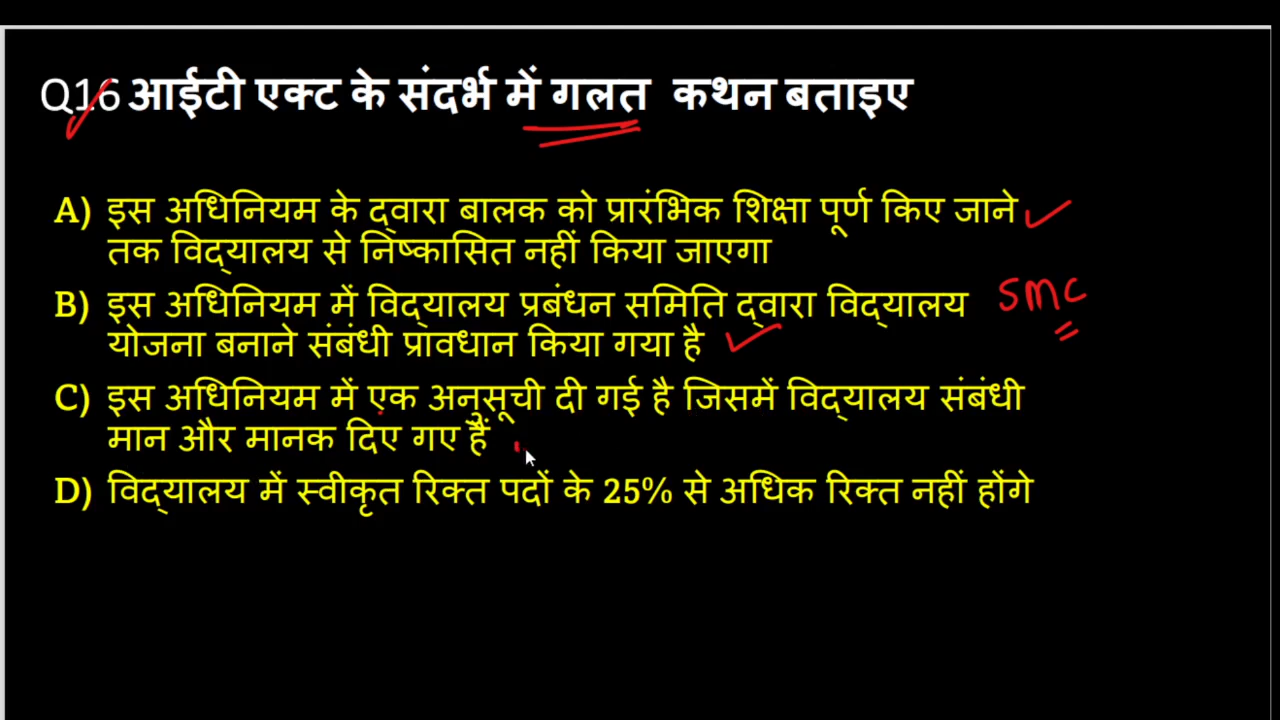 Q16 आईटी एक्ट के संदर्भ में गलत कथन बताइए
A) इस अधिनियम के द्वारा बालक को प्रारंभिक शिक्षा पूर्ण किए जाने
तक विद्यालय से निष्कासित नहीं किया जाएगा
B) इस अधिनियम में विद्यालय प्रबंधन समिति द्वारा विद्यालय SMC
योजना बनाने संबंधी प्रावधान किया गया है
C) इस अधिनियम में एक अनुसूची दी गई है जिसमें विद्यालय संबंधी
मान और मानक दिए गए हैं
D) विद्यालय में स्वीकृत रिक्त पदों के 25% से अधिक रिक्त नहीं होंगे